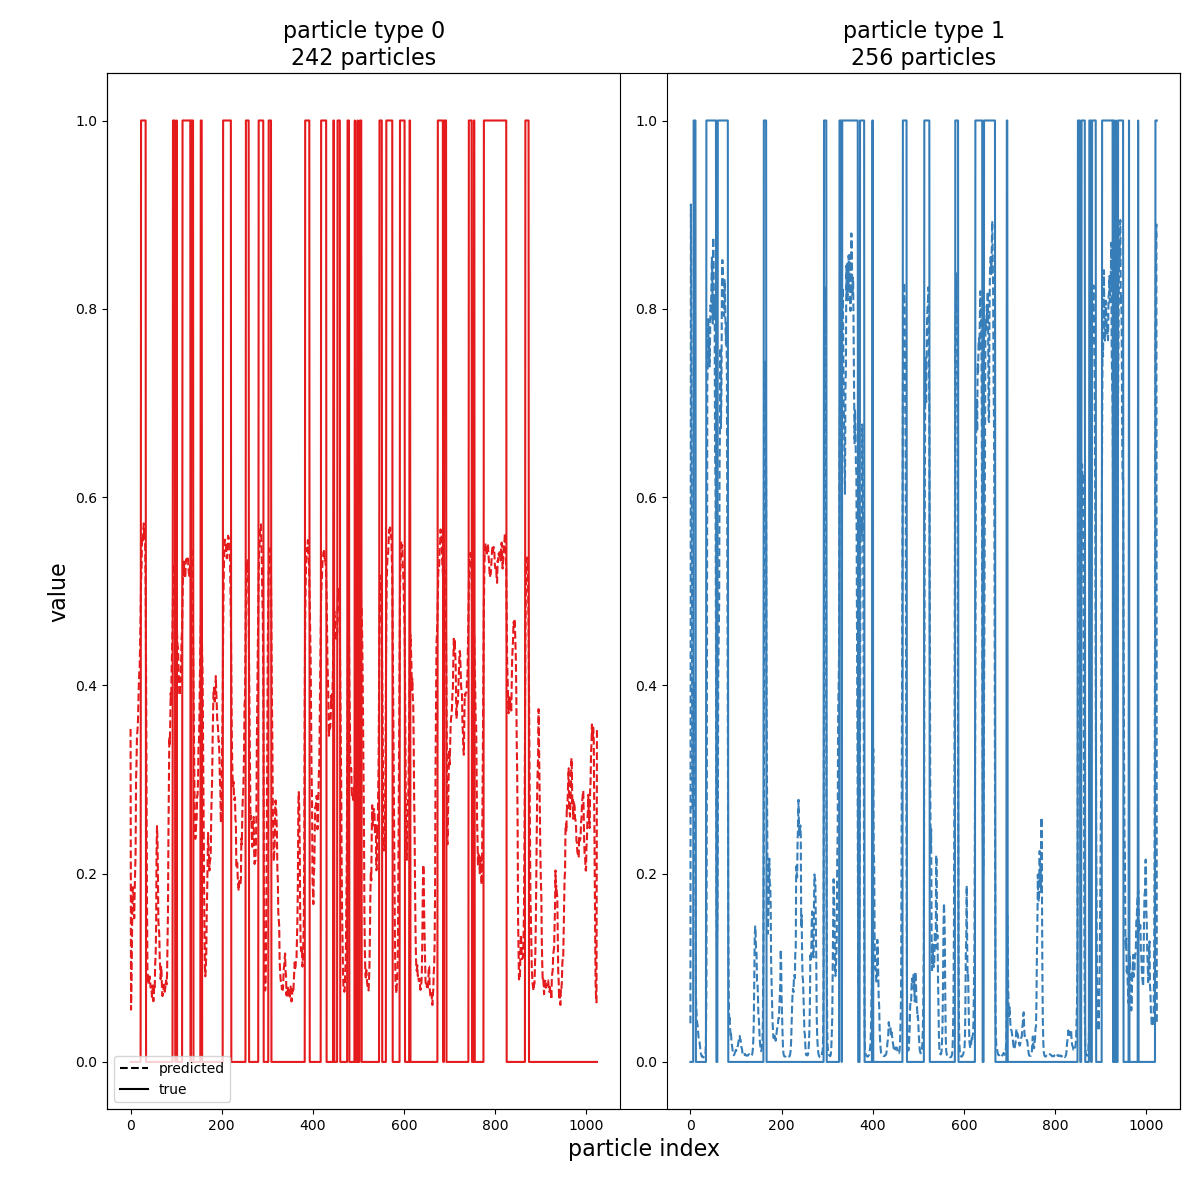 particle type 0
242 particles
particle type 1
256 particles
1.0
0.8
0.6
0.4
0.2
0.0
1.0
0.8
0.6
0.4
0.2
0.0
value
predicted
true
0 200 400 600 800 1000
0 200 400 600 800 1000
particle index